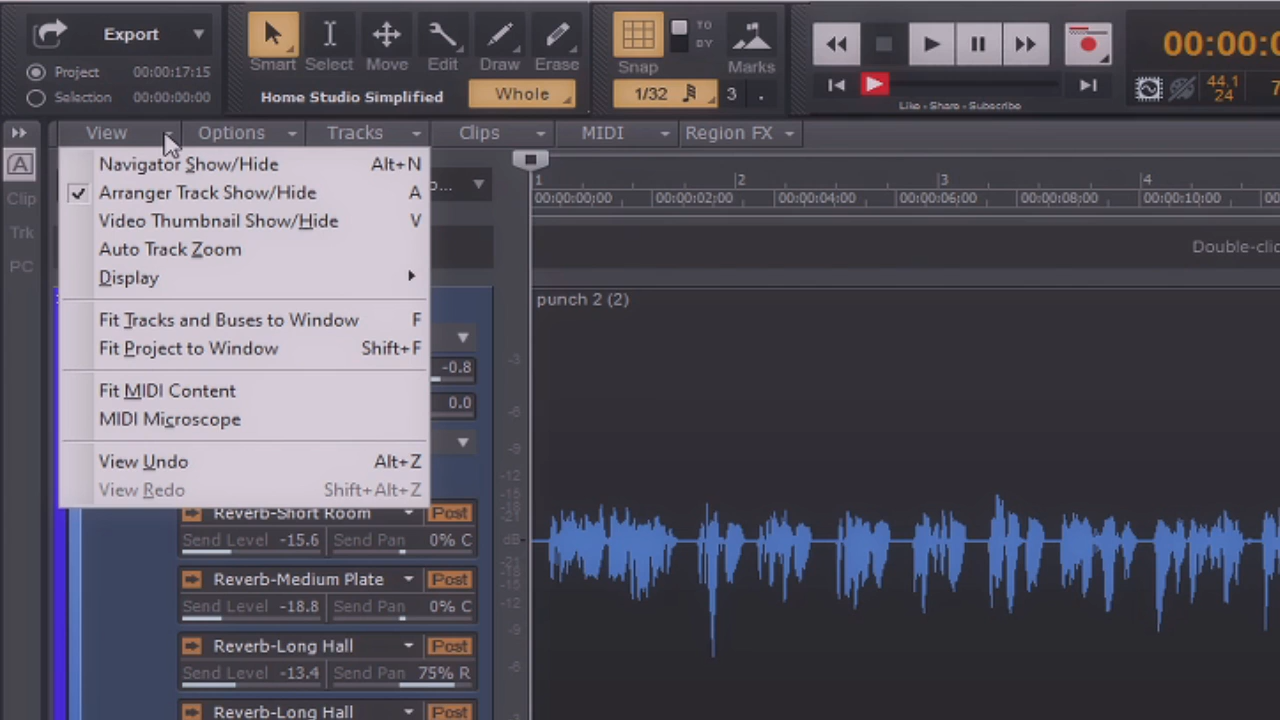 Export
Project 00:00:17:15
Selection 00:00:00:00
Smart Select Move Edit Draw Erase
Home Studio Simplified Whole
Snap TO BY Marks
1/32 3 .
Like - Share - Subscribe
44.1
24
View Options Tracks Clips MIDI Region FX
A
Clip
Trk
PC
Navigator Show/Hide Alt+N
Arranger Track Show/Hide A
Video Thumbnail Show/Hide V
Auto Track Zoom
Display
Fit Tracks and Buses to Window F
Fit Project to Window Shift+F
Fit MIDI Content
MIDI Microscope
View Undo Alt+Z
View Redo Shift+Alt+Z
1 2 3 4
00:00:00;00 00:00:02;00 00:00:04;00 00:00:06;00 00:00:08;00 00:00:10;00
Double-clic
punch 2 (2)
-0.8
0.0
Reverb-Short Room Post
Send Level -15.6 Send Pan 0% C
Reverb-Medium Plate Post
Send Level -18.8 Send Pan 0% C
Reverb-Long Hall Post
Send Level -13.4 Send Pan 75% R
Reverb-Long Hall Post
-3
-6
-9
-12
-15
dB
-12
-9
-6